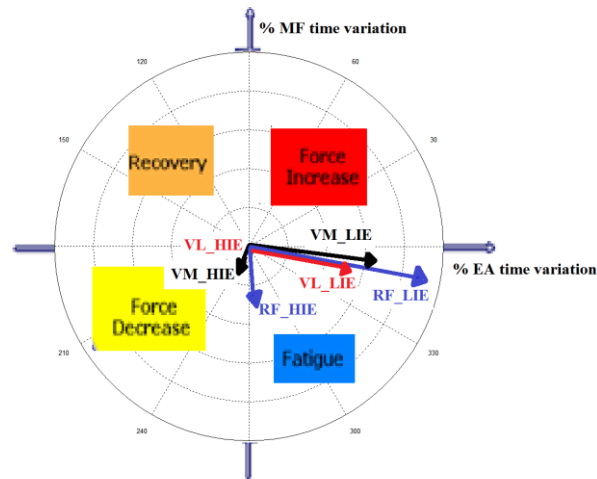 % MF time variation
120
60
150
30
Recovery
Force
Increase
VL_HIE
VM_LIE
% EA time variation
VM_HIE
VL_LIE
RF_LIE
RF_HIE
Force
Decrease
Fatigue
210
330
240
300